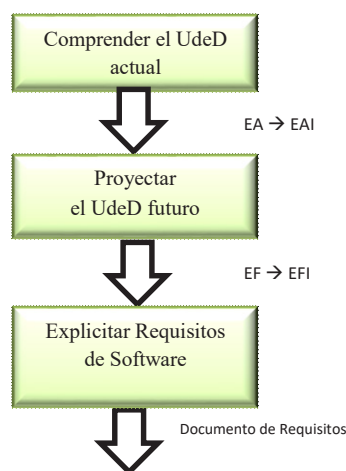 Comprender el UdeD
actual
EA → EAI
Proyectar
el UdeD futuro
EF → EFI
Explicitar Requisitos
de Software
Documento de Requisitos